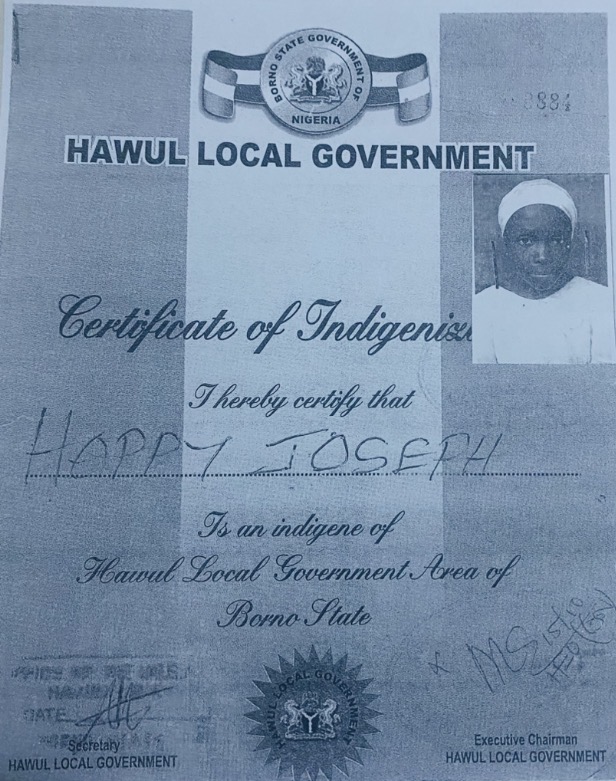 BORNO STATE GOVERNMENT OF
NIGERIA
HAWUL LOCAL GOVERNMENT
Certificate of
I hereby certify that
HAPPY JOSEPH
Is an indigene of
Hawul Local Government Area of
Borno State
HAWUL LOCAL GOVERNMENT
DATE
Secretary
HAWUL LOCAL GOVERNMENT
Executive Chairman
HAWUL LOCAL GOVERNMENT